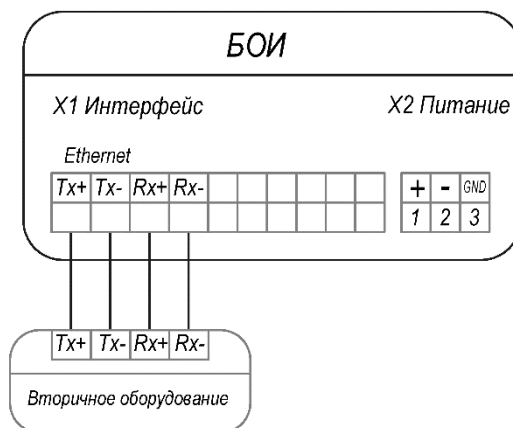 БОИ
X1 Интерфейс X2 Питание
Ethernet
Tx+ Tx- Rx+ Rx- + - GND
1 2 3
Tx+ Tx- Rx+ Rx-
Вторичное оборудование